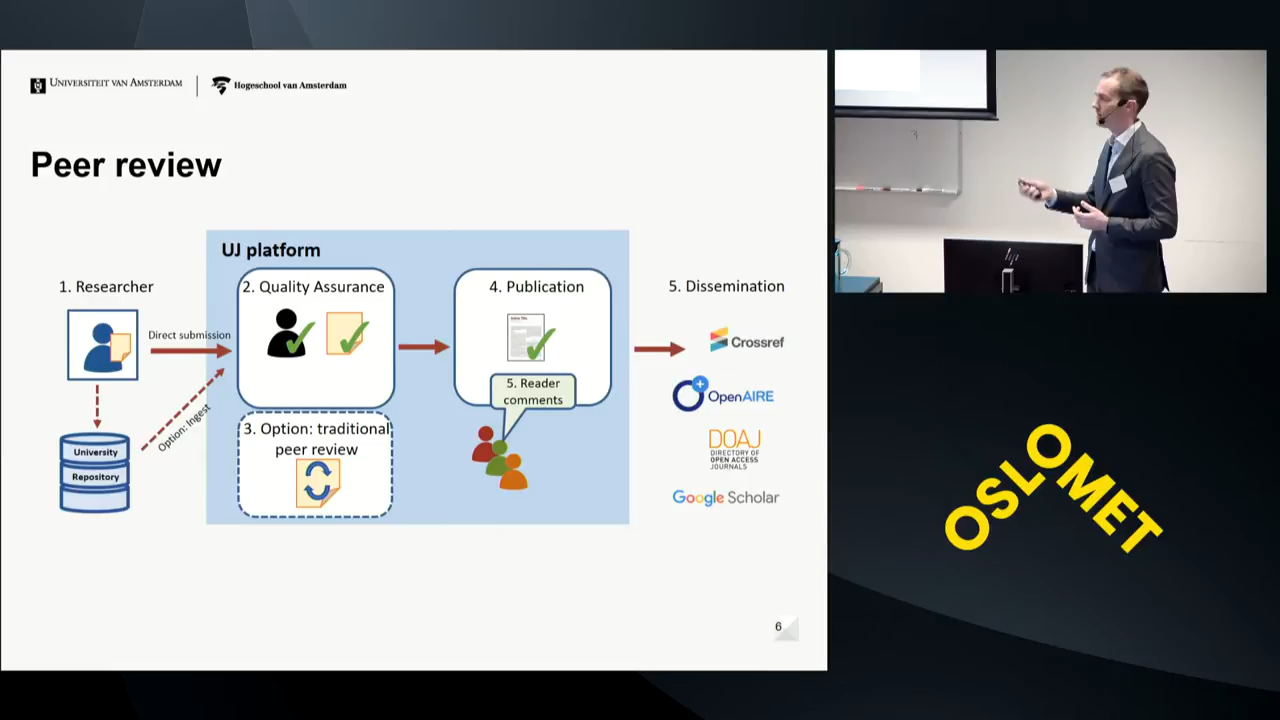 UNIVERSITEIT VAN AMSTERDAM
Hogeschool van Amsterdam
Peer review
UJ platform
1. Researcher
2. Quality Assurance
4. Publication
5. Dissemination
Direct submission
Option: Ingest
University
Repository
3. Option: traditional
peer review
5. Reader
comments
Crossref
OpenAIRE
DOAJ
DIRECTORY OF
OPEN ACCESS
JOURNALS
Google Scholar
6
OSLOMET